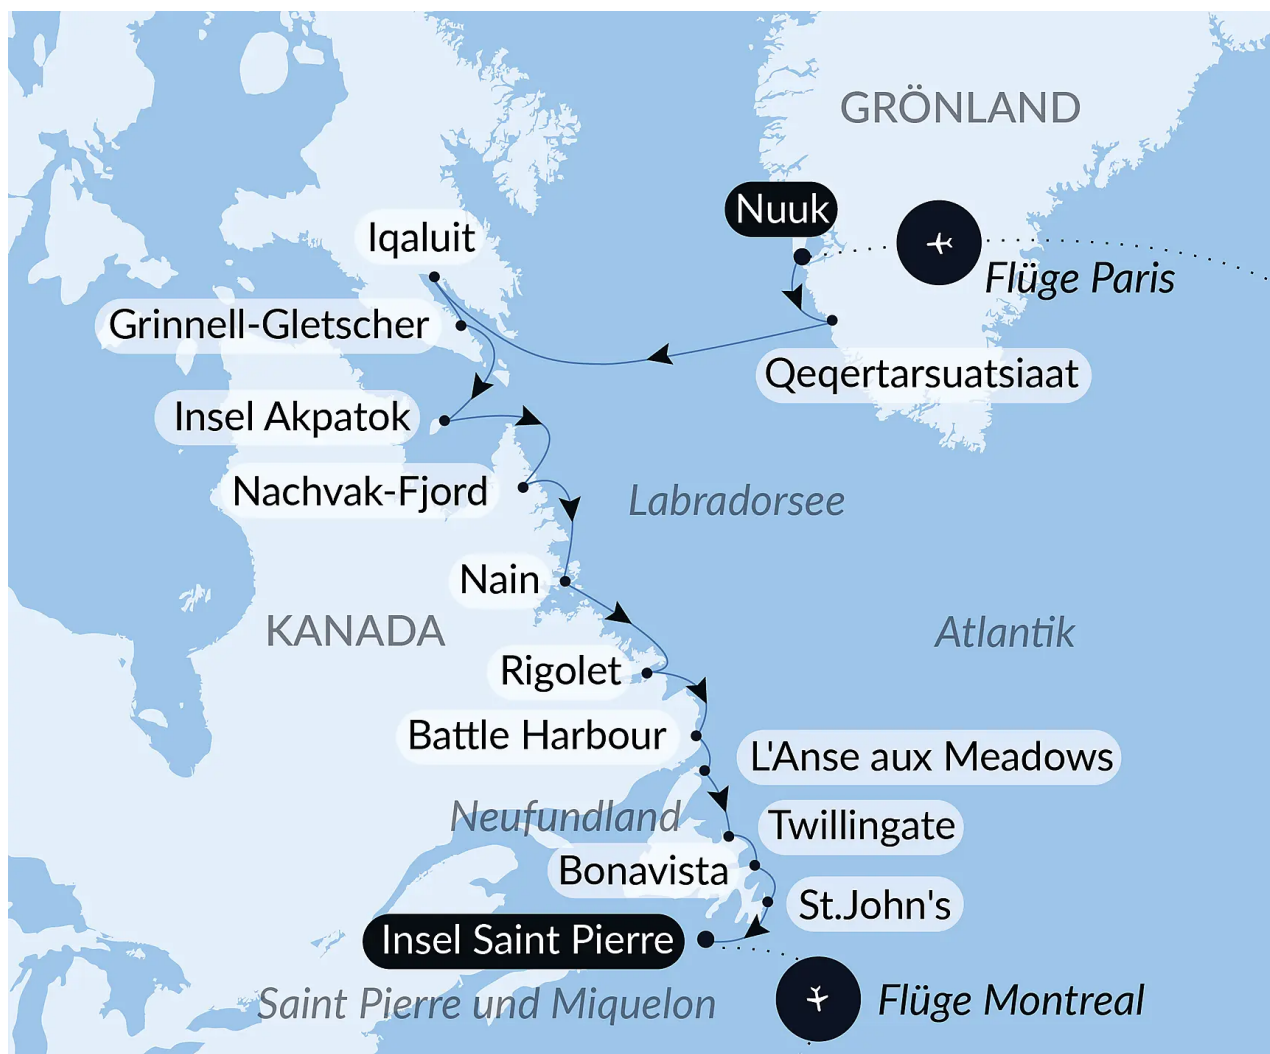 GRÖNLAND
Nuuk
Iqaluit
Flüge Paris
Grinnell-Gletscher
Qeqertarsuatsiaat
Insel Akpatok
Nachvak-Fjord
Labradorsee
Nain
KANADA
Atlantik
Rigolet
Battle Harbour
L'Anse aux Meadows
Neufundland
Twillingate
Bonavista
St.John's
Insel Saint Pierre
Saint Pierre und Miquelon
Flüge Montreal